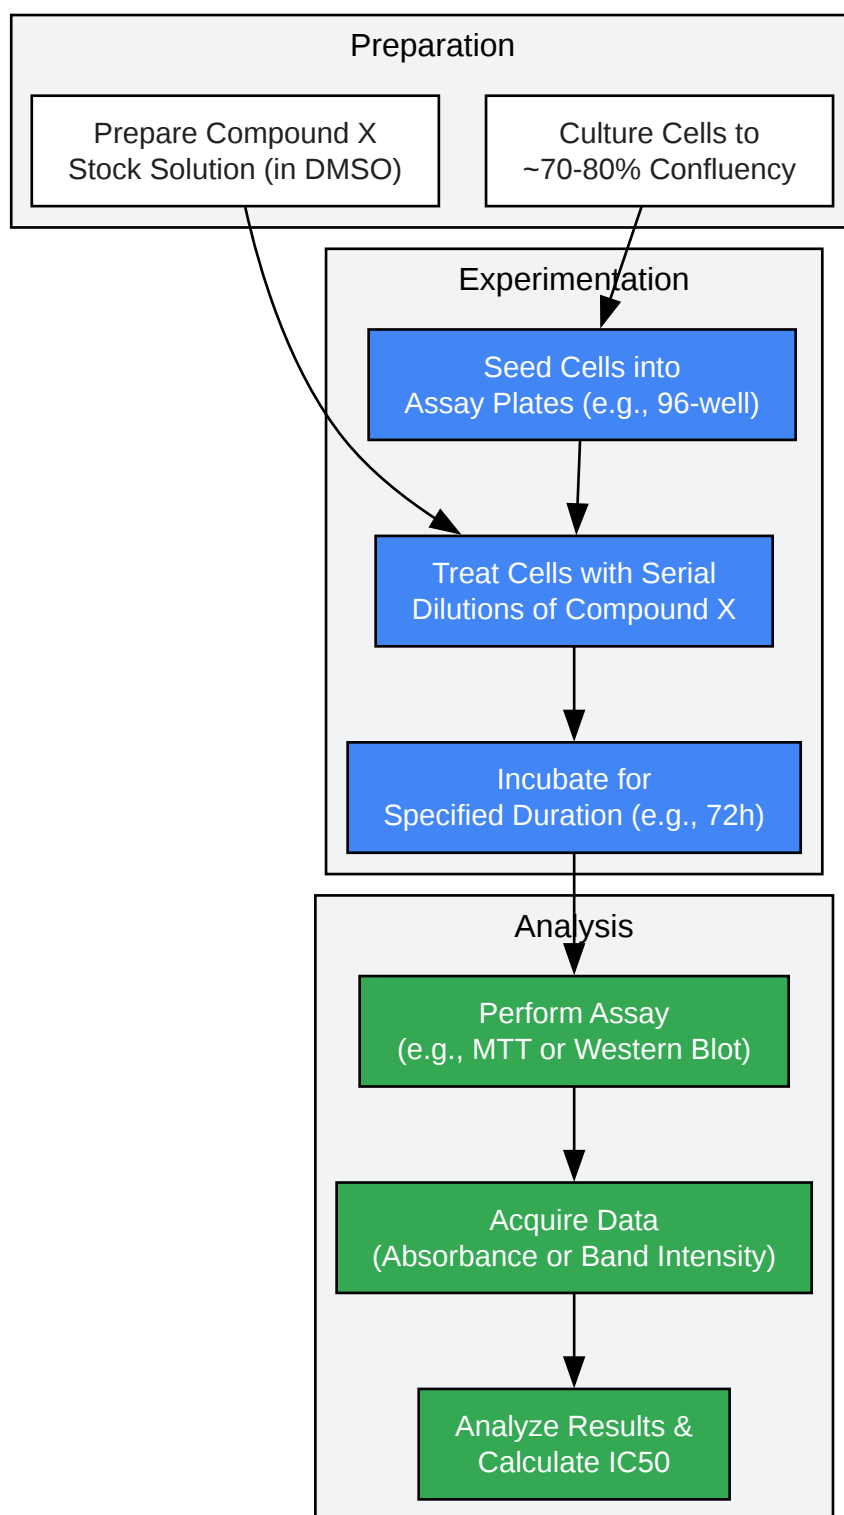 Preparation
Prepare Compound X
Stock Solution (in DMSO)
Culture Cells to
~70-80% Confluency
Experimentation
Seed Cells into
Assay Plates (e.g., 96-well)
Treat Cells with Serial
Dilutions of Compound X
Incubate for
Specified Duration (e.g., 72h)
Analysis
Perform Assay
(e.g., MTT or Western Blot)
Acquire Data
(Absorbance or Band Intensity)
Analyze Results &
Calculate IC50